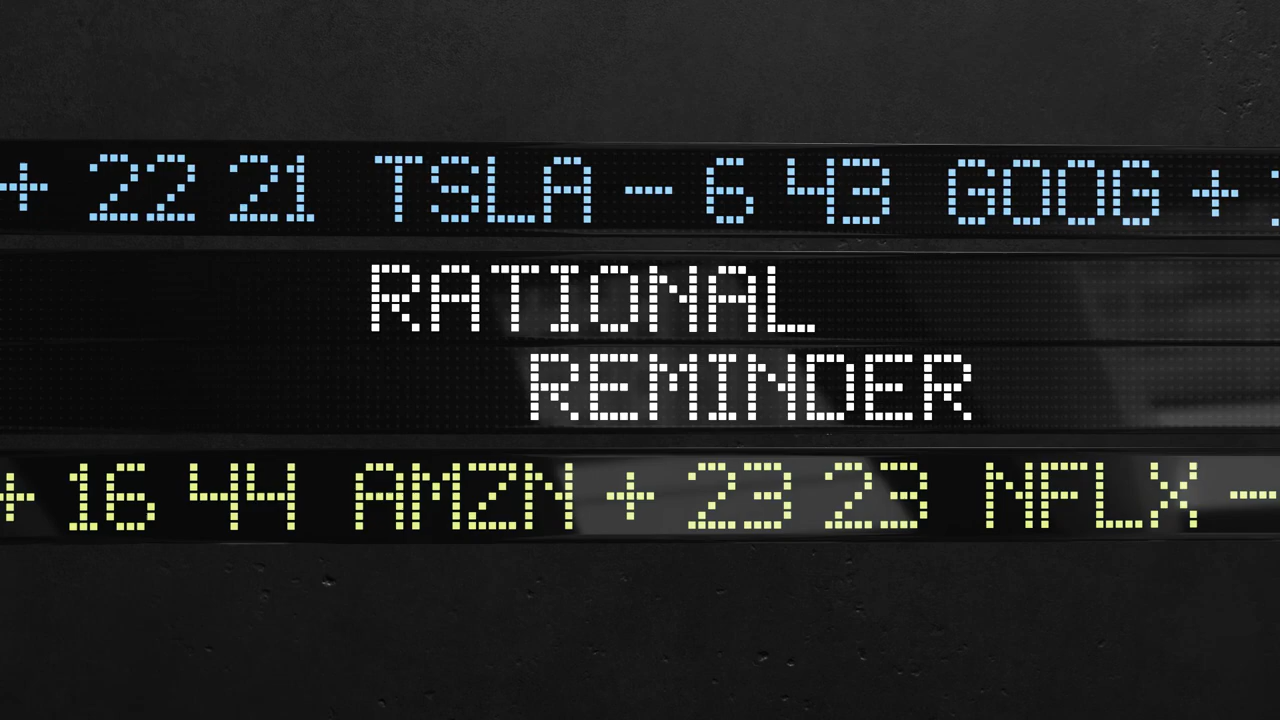 + 22 21 TSLA - 6 43 GOOG +
RATIONAL
REMINDER
+ 16 44 AMZN + 23 23 NFLX -